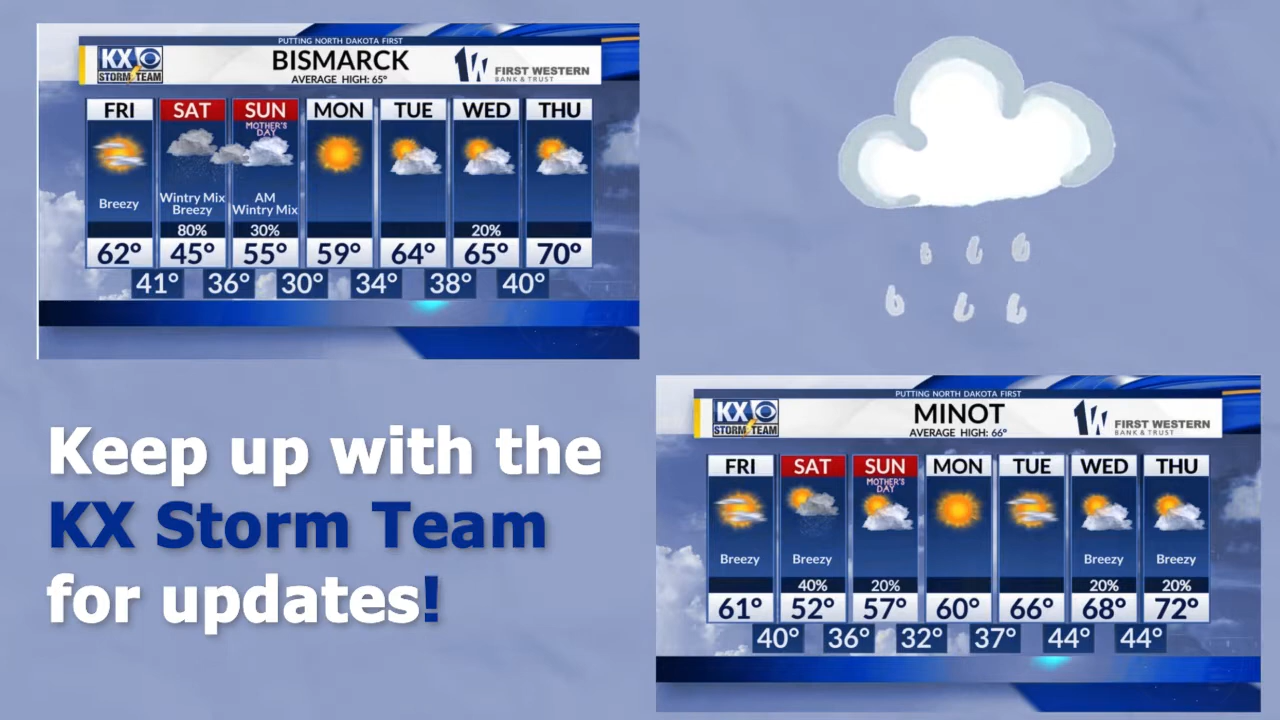 PUTTING NORTH DAKOTA FIRST
KX STORM TEAM
BISMARCK
AVERAGE HIGH: 65°
1W FIRST WESTERN
BANK & TRUST
FRI SAT SUN MON TUE WED THU
MOTHER'S DAY
Breezy Wintry Mix Breezy AM Wintry Mix
80% 30% 20%
62° 45° 55° 59° 64° 65° 70°
41° 36° 30° 34° 38° 40°
Keep up with the
KX Storm Team
for updates!
PUTTING NORTH DAKOTA FIRST
KX STORM TEAM
MINOT
AVERAGE HIGH: 66°
1W FIRST WESTERN
BANK & TRUST
FRI SAT SUN MON TUE WED THU
MOTHER'S DAY
Breezy Breezy Breezy Breezy
40% 20% 20% 20%
61° 52° 57° 60° 66° 68° 72°
40° 36° 32° 37° 44° 44°